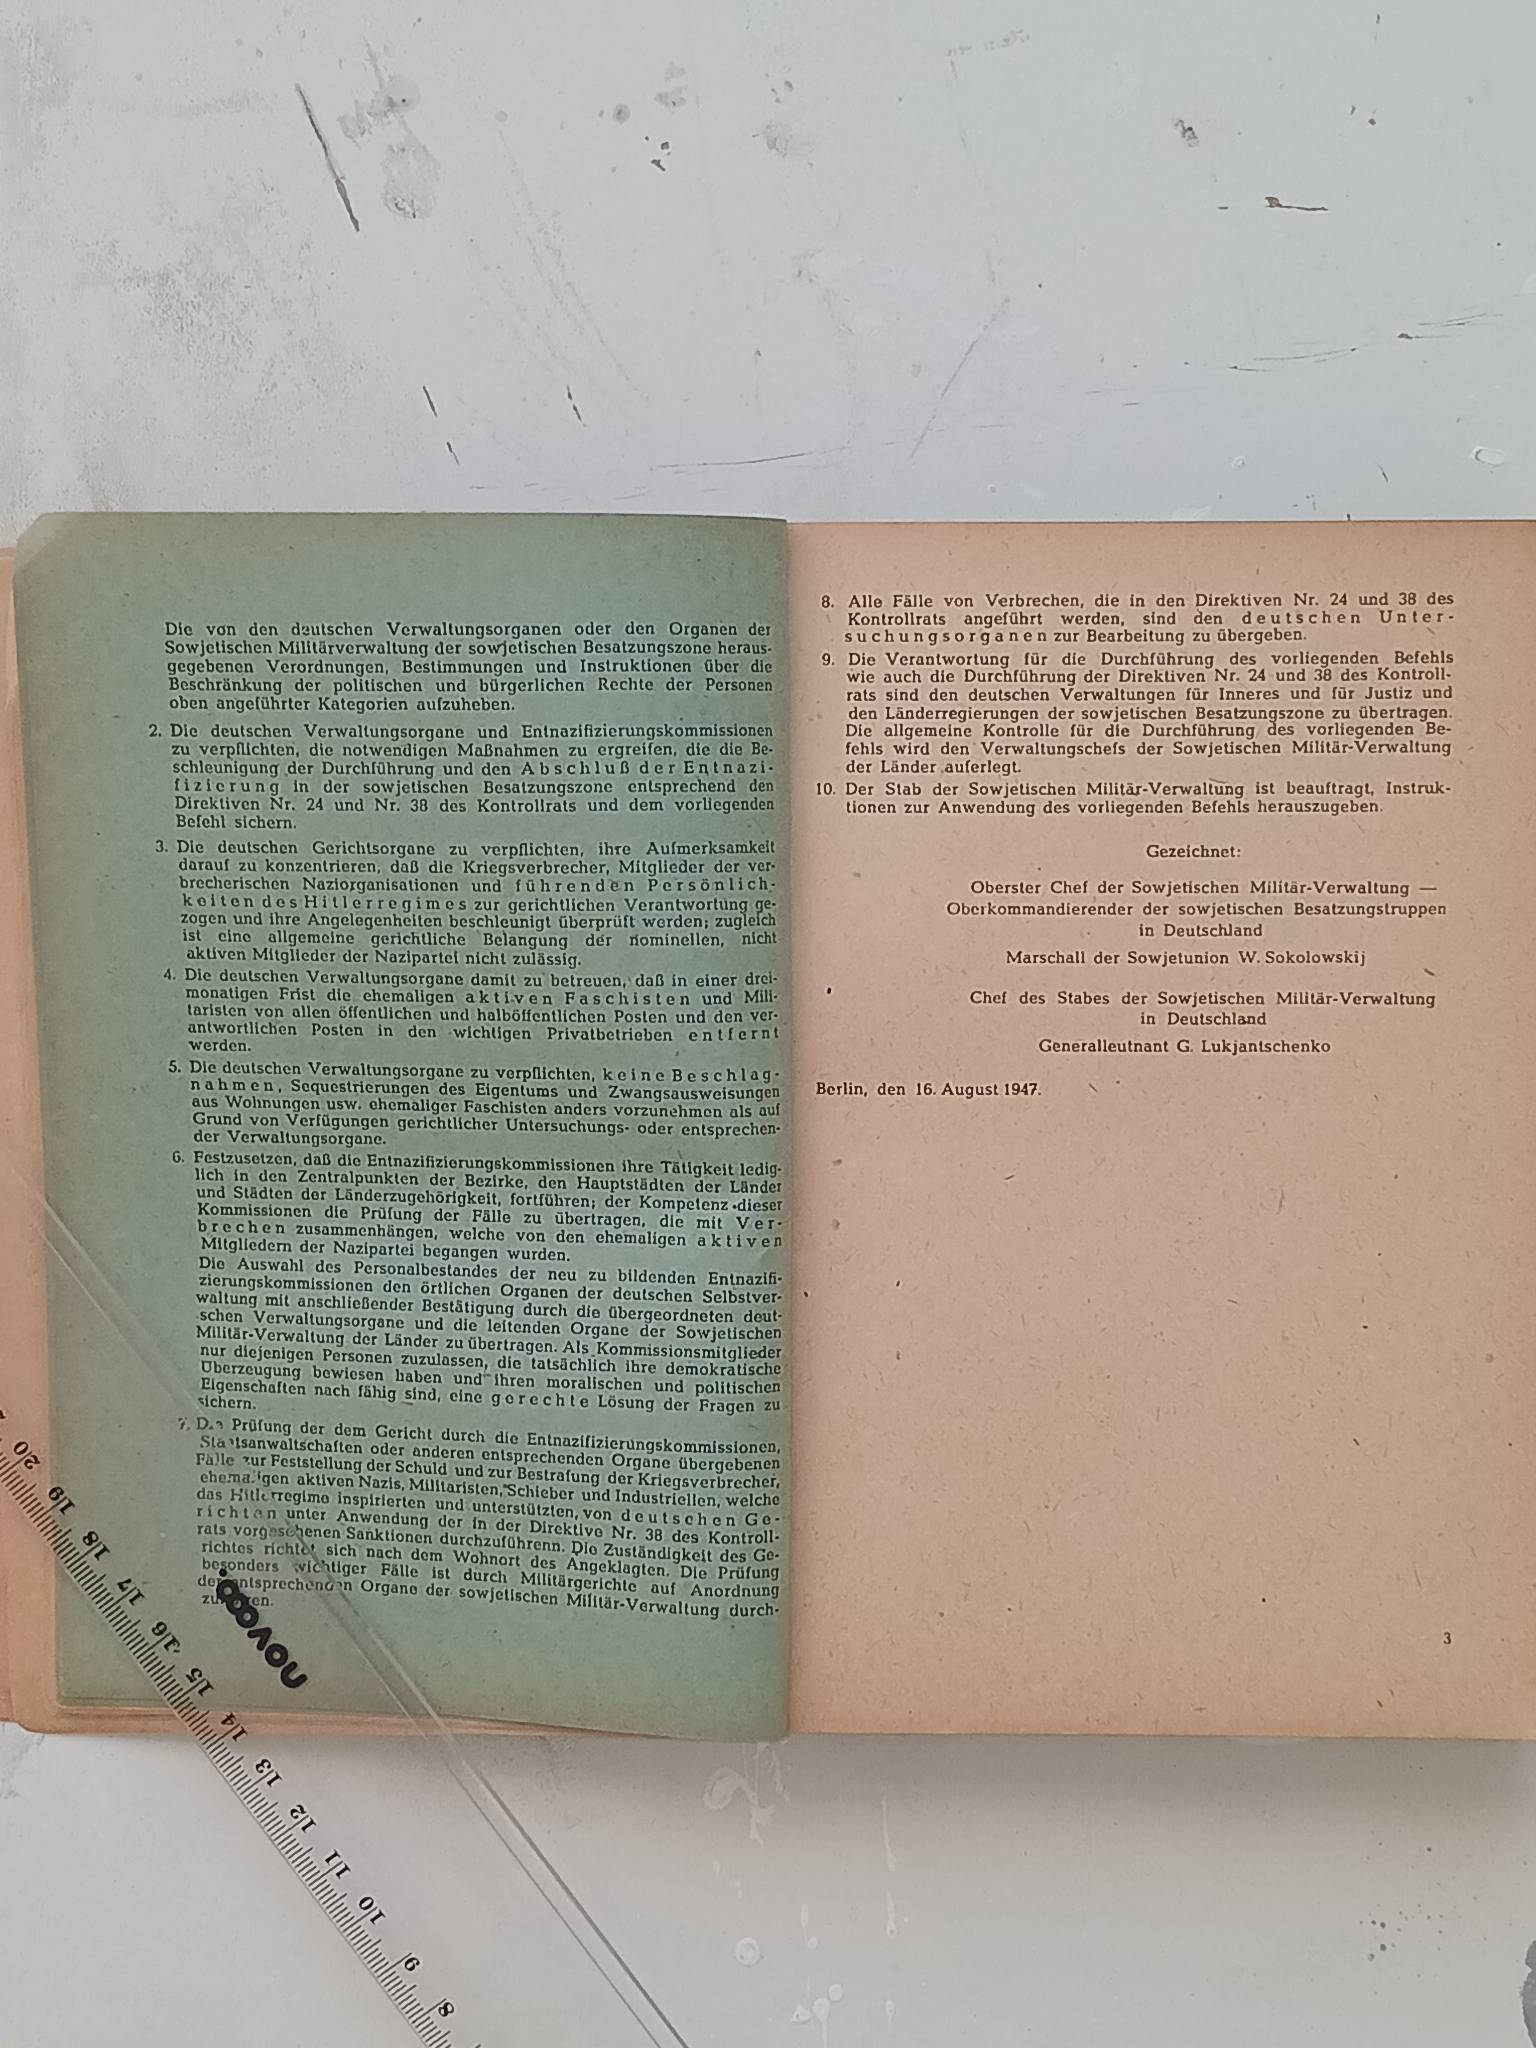 Die von den deutschen Verwaltungsorganen oder den Organen der
Sowjetischen Militärverwaltung der sowjetischen Besatzungszone heraus-
gegebenen Verordnungen, Bestimmungen und Instruktionen über die
Beschränkung der politischen und bürgerlichen Rechte der Personen
oben angeführter Kategorien aufzuheben.
2. Die deutschen Verwaltungsorgane und Entnazifizierungskommissionen
zu verpflichten, die notwendigen Maßnahmen zu ergreifen, die die Be-
schleunigung der Durchführung und den Abschluß der Entnazi-
fizierung in der sowjetischen Besatzungszone entsprechend den
Direktiven Nr. 24 und Nr. 38 des Kontrollrats und dem vorliegenden
Befehl sichern.
3. Die deutschen Gerichtsorgane zu verpflichten, ihre Aufmerksamkeit
darauf zu konzentrieren, daß die Kriegsverbrecher, Mitglieder der ver-
brecherischen Naziorganisationen und führenden Persönlich-
keiten des Hitlerregimes zur gerichtlichen Verantwortung ge-
zogen und ihre Angelegenheiten beschleunigt überprüft werden; zugleich
ist eine allgemeine gerichtliche Belangung der nominellen, nicht
aktiven Mitglieder der Nazipartei nicht zulässig.
4. Die deutschen Verwaltungsorgane damit zu betreuen, daß in einer drei-
monatigen Frist die ehemaligen aktiven Faschisten und Mili-
taristen von allen öffentlichen und halböffentlichen Posten und den ver-
antwortlichen Posten in den wichtigen Privatbetrieben entfernt
werden.
5. Die deutschen Verwaltungsorgane zu verpflichten, keine Beschlag-
nahmen, Sequestrierungen des Eigentums und Zwangsausweisungen
aus Wohnungen usw. ehemaliger Faschisten anders vorzunehmen als auf
Grund von Verfügungen gerichtlicher Untersuchungs- oder entsprechen-
der Verwaltungsorgane.
6. Festzusetzen, daß die Entnazifizierungskommissionen ihre Tätigkeit ledig-
lich in den Zentralpunkten der Bezirke, den Hauptstädten der Länder
und Städten der Länderzugehörigkeit, fortführen; der Kompetenz dieser
Kommissionen die Prüfung der Fälle zu übertragen, die mit Ver-
brechen zusammenhängen, welche von den ehemaligen aktiven
Mitgliedern der Nazipartei begangen wurden.
Die Auswahl des Personalbestandes der neu zu bildenden Entnazifi-
zierungskommissionen den örtlichen Organen der deutschen Selbstver-
waltung mit anschließender Bestätigung durch die übergeordneten deut-
schen Verwaltungsorgane und die leitenden Organe der Sowjetischen
Militär-Verwaltung der Länder zu übertragen. Als Kommissionsmitglieder
nur diejenigen Personen zuzulassen, die tatsächlich ihre demokratische
Überzeugung bewiesen haben und ihren moralischen und politischen
Eigenschaften nach fähig sind, eine gerechte Lösung der Fragen zu
sichern.
7. Die Prüfung der dem Gericht durch die Entnazifizierungskommissionen,
Staatsanwaltschaften oder anderen entsprechenden Organe übergebenen
Fälle zur Feststellung der Schuld und zur Bestrafung der Kriegsverbrecher,
ehemaligen aktiven Nazis, Militaristen, Schieber und Industriellen, welche
das Hitlerregime inspirierten und unterstützten, von deutschen Ge-
richten unter Anwendung der in der Direktive Nr. 38 des Kontroll-
rats vorgesehenen Sanktionen durchzuführenn. Die Zuständigkeit des Ge-
richtes richtet sich nach dem Wohnort des Angeklagten. Die Prüfung
besonders wichtiger Fälle ist durch Militärgerichte auf Anordnung
der entsprechenden Organe der sowjetischen Militär-Verwaltung durch-
8. Alle Fälle von Verbrechen, die in den Direktiven Nr. 24 und 38 des
Kontrollrats angeführt werden, sind den deutschen Unter-
suchungsorganen zur Bearbeitung zu übergeben.
9. Die Verantwortung für die Durchführung des vorliegenden Befehls
wie auch die Durchführung der Direktiven Nr. 24 und 38 des Kontroll-
rats sind den deutschen Verwaltungen für Inneres und für Justiz und
den Länderregierungen der sowjetischen Besatzungszone zu übertragen.
Die allgemeine Kontrolle für die Durchführung des vorliegenden Be-
fehls wird den Verwaltungschefs der Sowjetischen Militär-Verwaltung
der Länder auferlegt.
10. Der Stab der Sowjetischen Militär-Verwaltung ist beauftragt, Instruk-
tionen zur Anwendung des vorliegenden Befehls herauszugeben.
Gezeichnet:
Oberster Chef der Sowjetischen Militär-Verwaltung —
Oberkommandierender der sowjetischen Besatzungstruppen
in Deutschland
Marschall der Sowjetunion W. Sokolowskij
Chef des Stabes der Sowjetischen Militär-Verwaltung
in Deutschland
Generalleutnant G. Lukjantschenko
Berlin, den 16. August 1947.
3
novooo
20 19 18 17 16 15 14 13 12 11 10 9 8